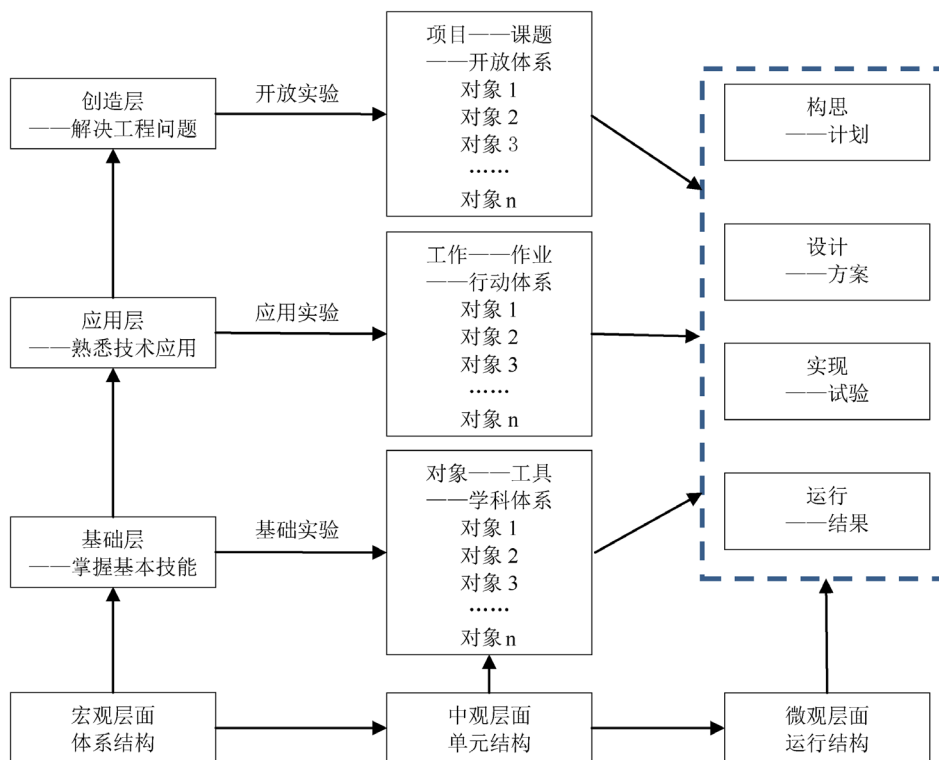 创造层
——解决工程问题
开放实验
项目——课题
——开放体系
对象 1
对象 2
对象 3
……
对象 n
构思
——计划
设计
——方案
应用层
——熟悉技术应用
应用实验
工作——作业
——行动体系
对象 1
对象 2
对象 3
……
对象 n
实现
——试验
基础层
——掌握基本技能
基础实验
对象——工具
——学科体系
对象 1
对象 2
对象 3
……
对象 n
运行
——结果
宏观层面
体系结构
中观层面
单元结构
微观层面
运行结构